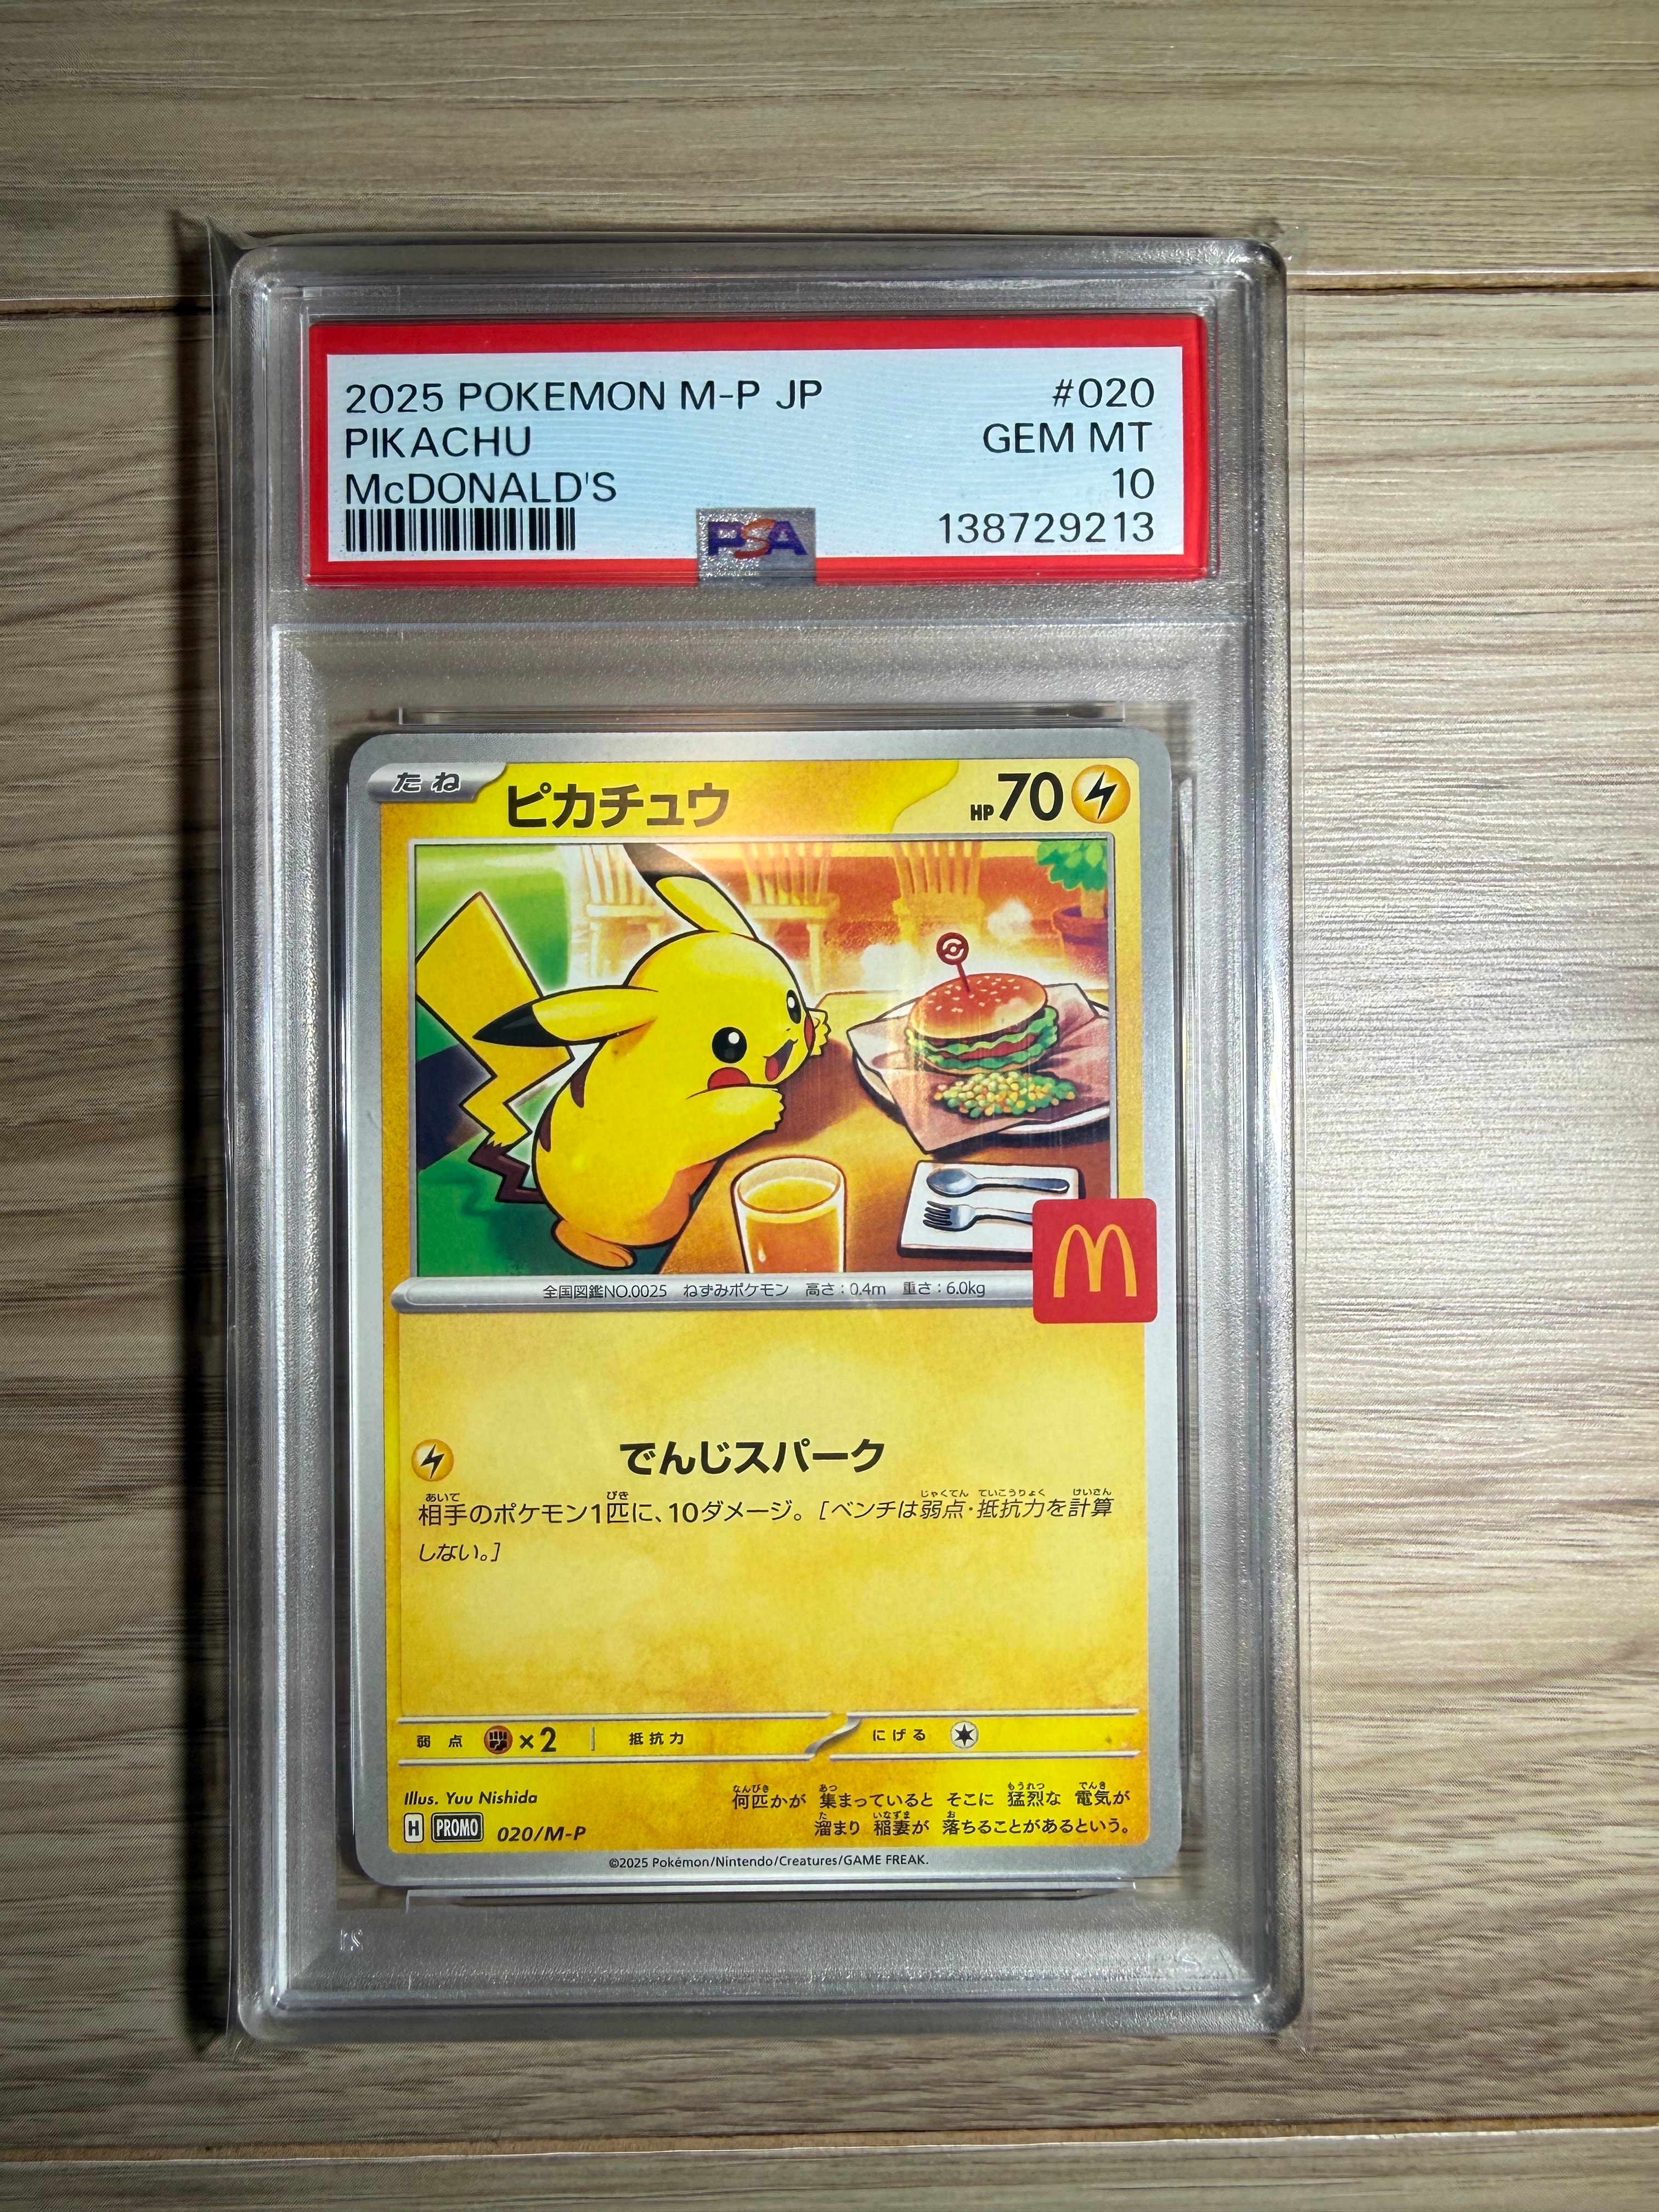 2025 POKEMON M-P JP #020
PIKACHU GEM MT
McDONALD'S 10
PSA 138729213
たね ピカチュウ HP70
全国図鑑NO.0025 ねずみポケモン 高さ:0.4m 重さ:6.0kg
でんじスパーク
相手のポケモン1匹に、10ダメージ。[ベンチは弱点・抵抗力を計算
しない。]
弱点 ×2 抵抗力 にげる
Illus. Yuu Nishida
何匹かが 集まっていると そこに 猛烈な 電気が
溜まり 稲妻が 落ちることがあるという。
H PROMO 020/M-P
©2025 Pokémon/Nintendo/Creatures/GAME FREAK.